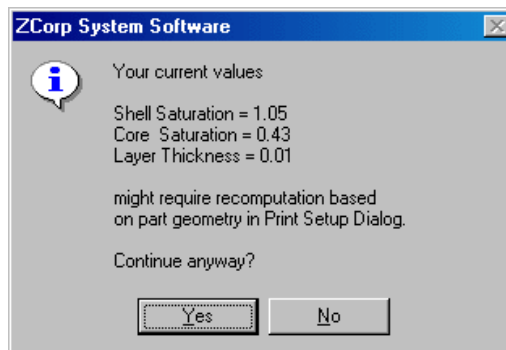 ZCorp System Software
Your current values
Shell Saturation = 1.05
Core  Saturation = 0.43
Layer Thickness = 0.01
might require recomputation based
on part geometry in Print Setup Dialog.
Continue anyway?
Yes No